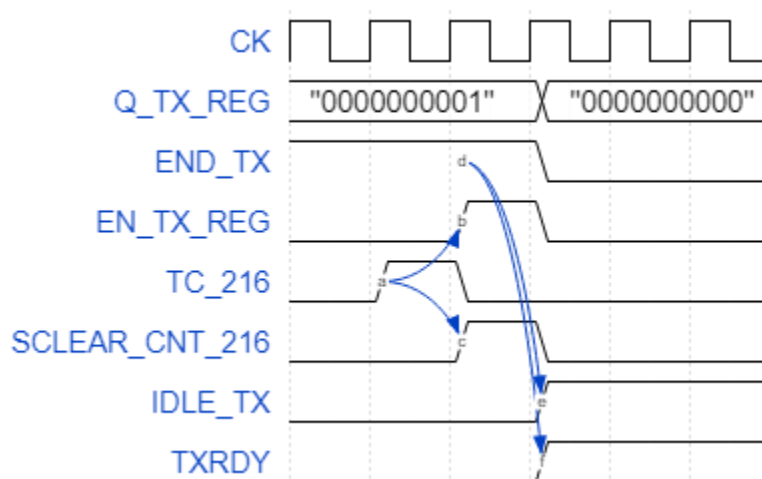 CK
Q_TX_REG "0000000001" "0000000000"
END_TX d
EN_TX_REG b
TC_216 a
SCLEAR_CNT_216 c
IDLE_TX e
TXRDY f